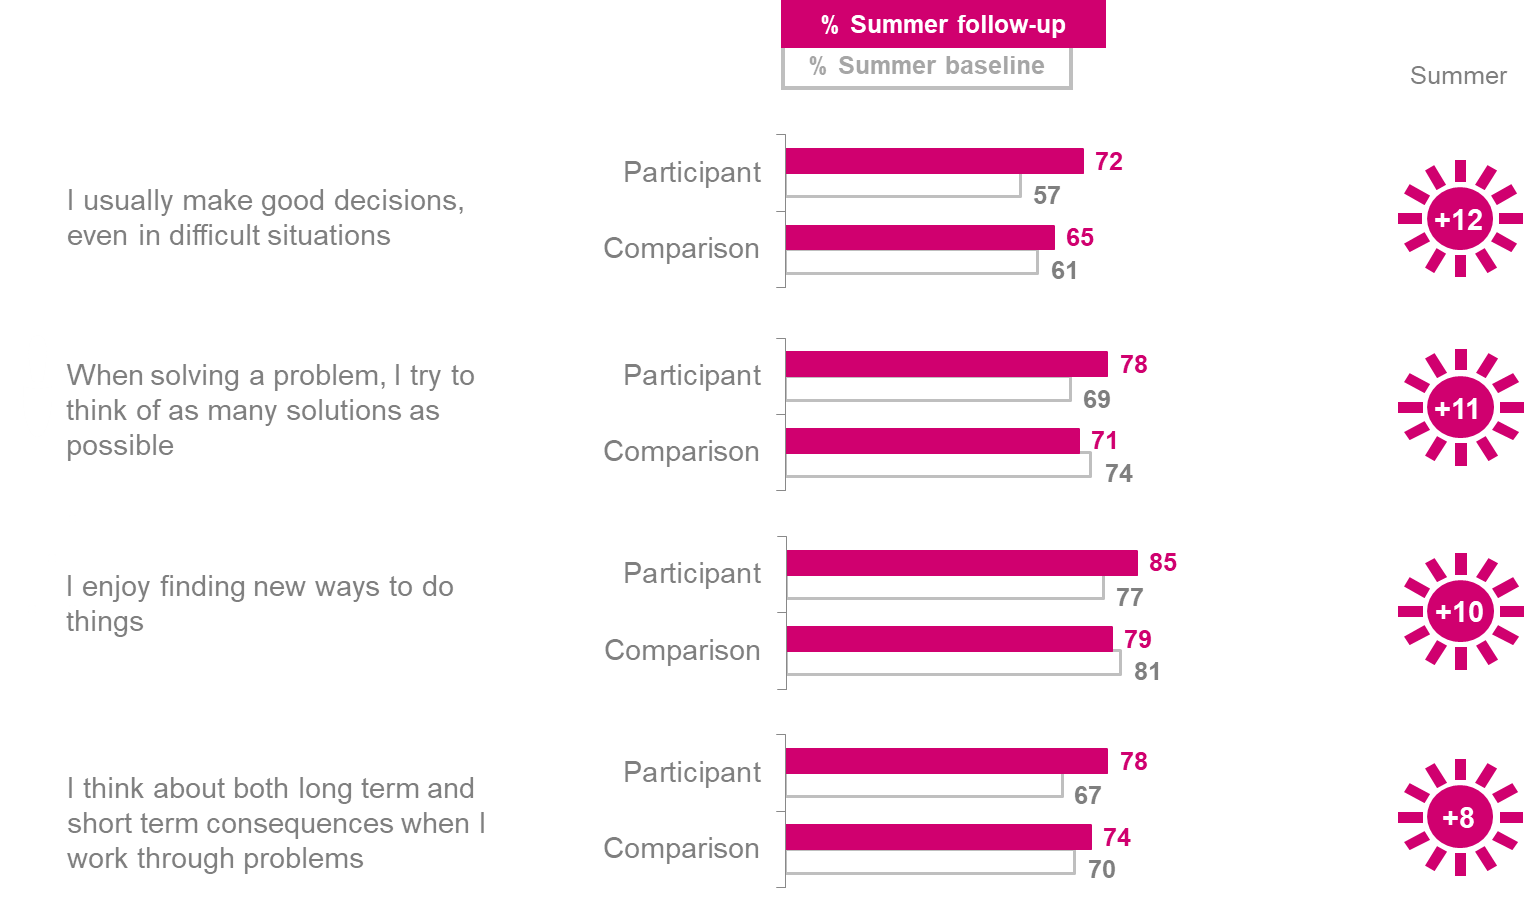 % Summer follow-up
% Summer baseline
Summer
I usually make good decisions,
even in difficult situations
Participant
72
57
Comparison
65
61
+12
When solving a problem, I try to
think of as many solutions as
possible
Participant
78
69
Comparison
71
74
+11
I enjoy finding new ways to do
things
Participant
85
77
Comparison
79
81
+10
I think about both long term and
short term consequences when I
work through problems
Participant
78
67
Comparison
74
70
+8